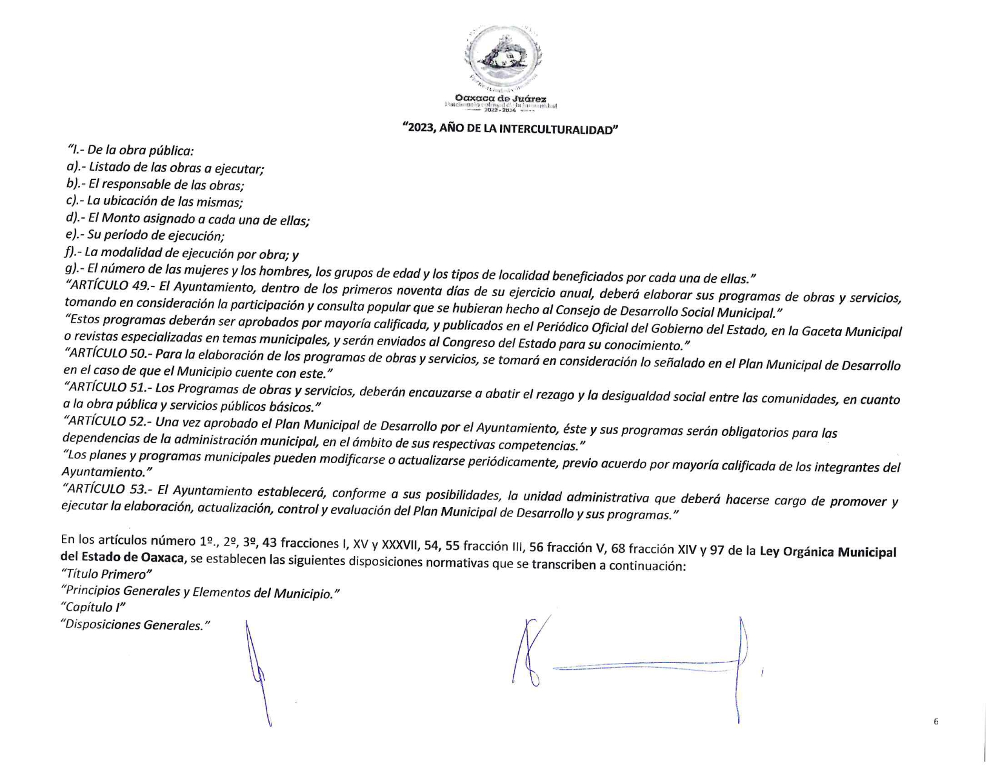 Oaxaca de Juárez
2022 - 2024
“2023, AÑO DE LA INTERCULTURALIDAD”
“I.- De la obra pública:
a).- Listado de las obras a ejecutar;
b).- El responsable de las obras;
c).- La ubicación de las mismas;
d).- El Monto asignado a cada una de ellas;
e).- Su período de ejecución;
f).- La modalidad de ejecución por obra; y
g).- El número de las mujeres y los hombres, los grupos de edad y los tipos de localidad beneficiados por cada una de ellas.”
“ARTÍCULO 49.- El Ayuntamiento, dentro de los primeros noventa días de su ejercicio anual, deberá elaborar sus programas de obras y servicios,
tomando en consideración la participación y consulta popular que se hubieran hecho al Consejo de Desarrollo Social Municipal.”
“Estos programas deberán ser aprobados por mayoría calificada, y publicados en el Periódico Oficial del Gobierno del Estado, en la Gaceta Municipal
o revistas especializadas en temas municipales, y serán enviados al Congreso del Estado para su conocimiento.”
“ARTÍCULO 50.- Para la elaboración de los programas de obras y servicios, se tomará en consideración lo señalado en el Plan Municipal de Desarrollo
en el caso de que el Municipio cuente con este.”
“ARTÍCULO 51.- Los Programas de obras y servicios, deberán encauzarse a abatir el rezago y la desigualdad social entre las comunidades, en cuanto
a la obra pública y servicios públicos básicos.”
“ARTÍCULO 52.- Una vez aprobado el Plan Municipal de Desarrollo por el Ayuntamiento, éste y sus programas serán obligatorios para las
dependencias de la administración municipal, en el ámbito de sus respectivas competencias.”
“Los planes y programas municipales pueden modificarse o actualizarse periódicamente, previo acuerdo por mayoría calificada de los integrantes del
Ayuntamiento.”
“ARTÍCULO 53.- El Ayuntamiento establecerá, conforme a sus posibilidades, la unidad administrativa que deberá hacerse cargo de promover y
ejecutar la elaboración, actualización, control y evaluación del Plan Municipal de Desarrollo y sus programas.”
En los artículos número 1º., 2º, 3º, 43 fracciones I, XV y XXXVII, 54, 55 fracción III, 56 fracción V, 68 fracción XIV y 97 de la Ley Orgánica Municipal
del Estado de Oaxaca, se establecen las siguientes disposiciones normativas que se transcriben a continuación:
“Título Primero”
“Principios Generales y Elementos del Municipio.”
“Capítulo I”
“Disposiciones Generales.”
6